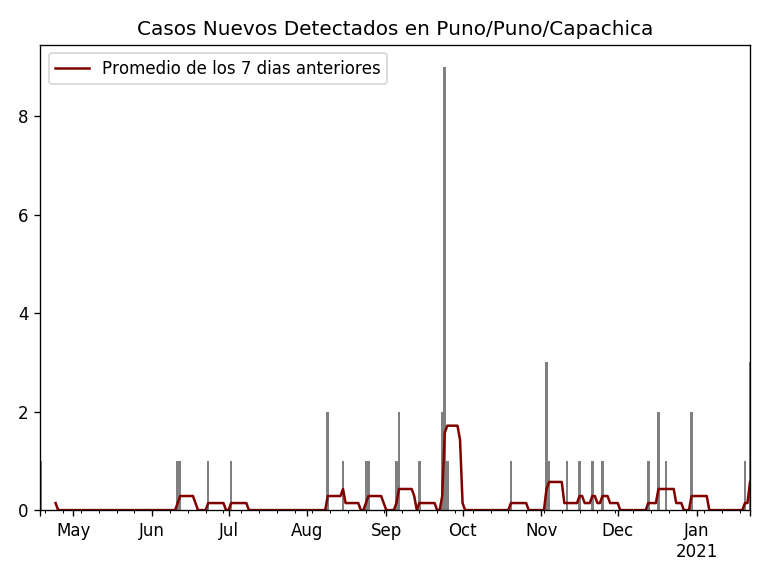 Casos Nuevos Detectados en Puno/Puno/Capachica
Promedio de los 7 dias anteriores
8
6
4
2
0
May Jun Jul Aug Sep Oct Nov Dec Jan
2021